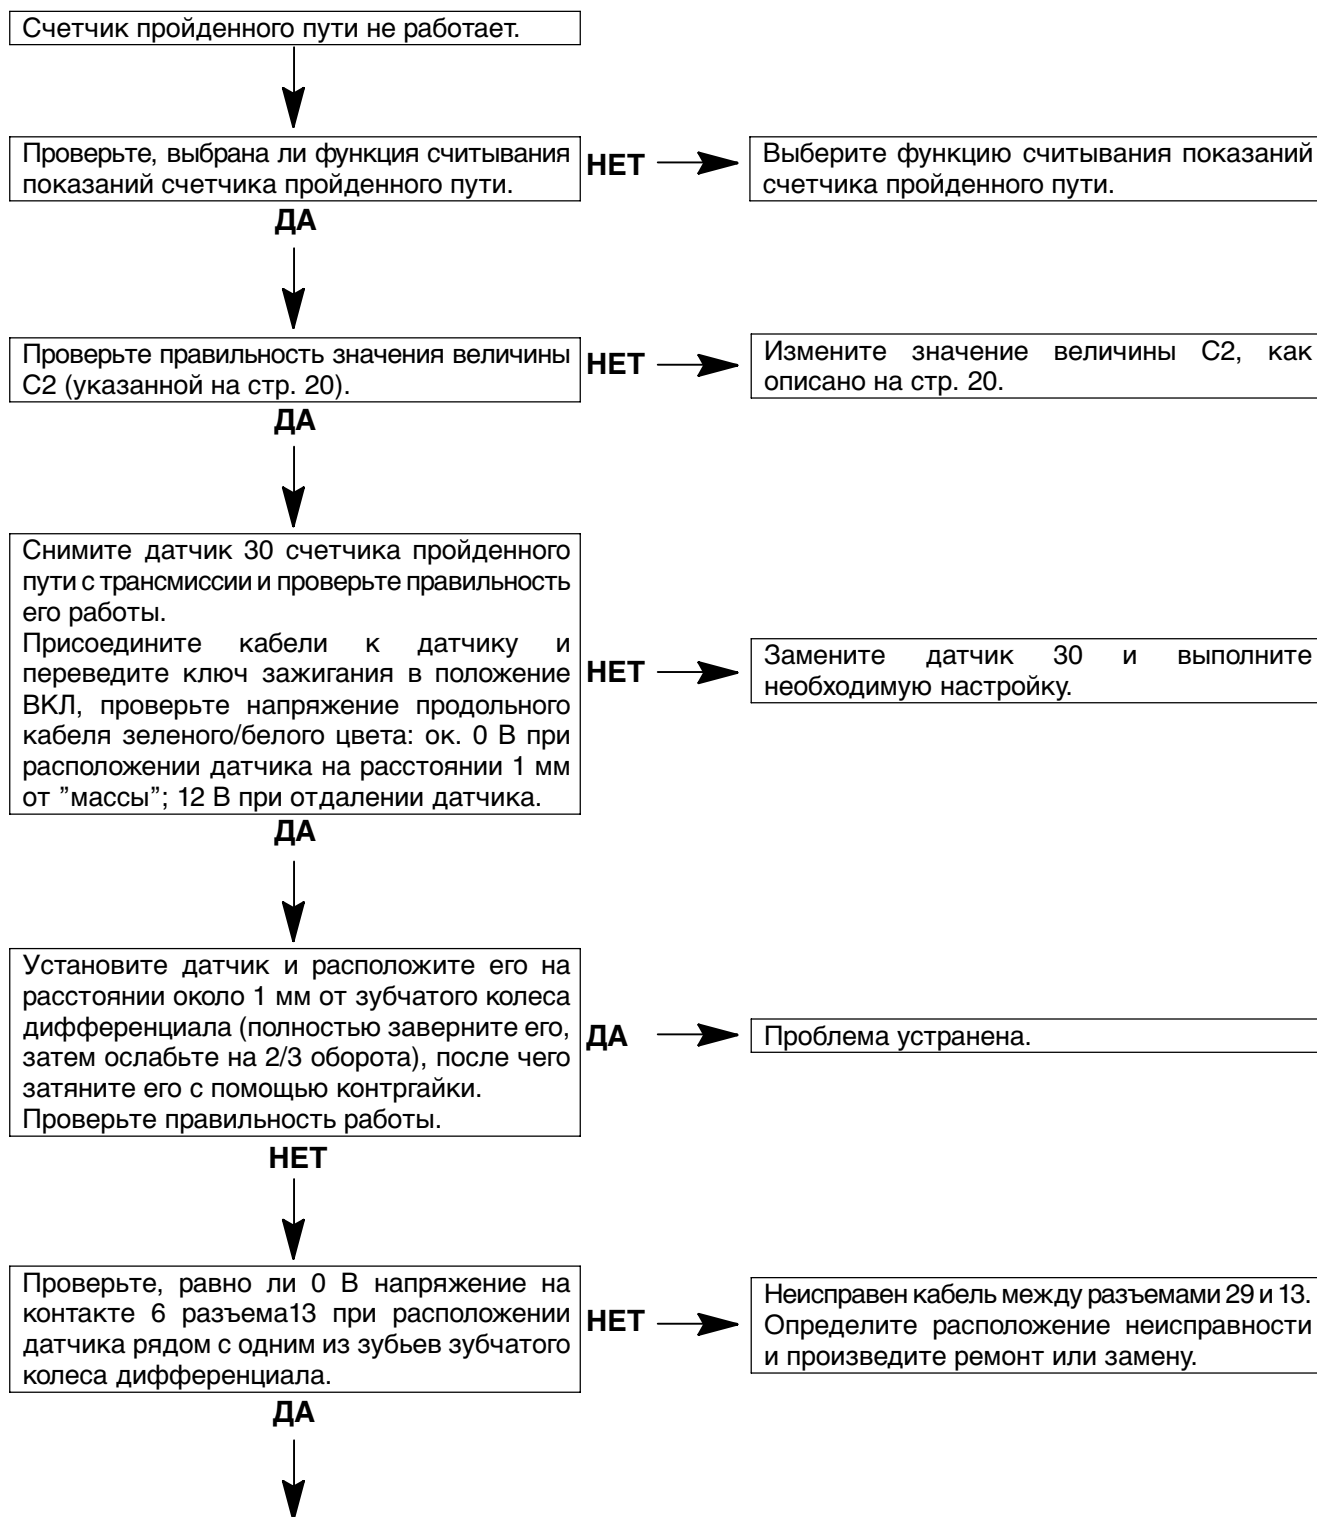 Счетчик пройденного пути не работает.
Проверьте, выбрана ли функция считывания
показаний счетчика пройденного пути.
НЕТ
Выберите функцию считывания показаний
счетчика пройденного пути.
ДА
Проверьте правильность значения величины
С2 (указанной на стр. 20).
НЕТ
Измените значение величины С2, как
описано на стр. 20.
ДА
Снимите датчик 30 счетчика пройденного
пути с трансмиссии и проверьте правильность
его работы.
Присоедините кабели к датчику и
переведите ключ зажигания в положение
ВКЛ, проверьте напряжение продольного
кабеля зеленого/белого цвета: ок. 0 В при
расположении датчика на расстоянии 1 мм
от ”массы”; 12 В при отдалении датчика.
НЕТ
Замените датчик 30 и выполните
необходимую настройку.
ДА
Установите датчик и расположите его на
расстоянии около 1 мм от зубчатого колеса
дифференциала (полностью заверните его,
затем ослабьте на 2/3 оборота), после чего
затяните его с помощью контргайки.
Проверьте правильность работы.
ДА
Проблема устранена.
НЕТ
Проверьте, равно ли 0 В напряжение на
контакте 6 разъема13 при расположении
датчика рядом с одним из зубьев зубчатого
колеса дифференциала.
НЕТ
Неисправен кабель между разъемами 29 и 13.
Определите расположение неисправности
и произведите ремонт или замену.
ДА